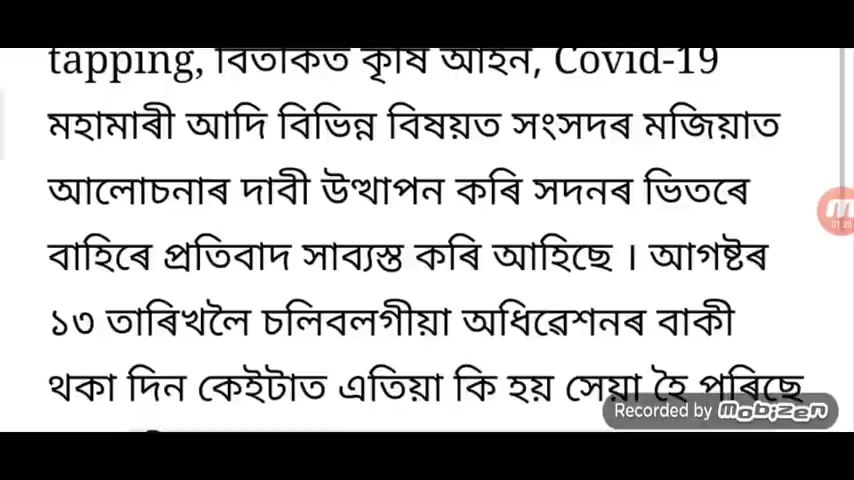 tapping, বিতৰ্কিত কৃষি আইন, Covid-19
মহামাৰী আদি বিভিন্ন বিষয়ত সংসদৰ মজিয়াত
আলোচনাৰ দাবী উত্থাপন কৰি সদনৰ ভিতৰে
বাহিৰে প্ৰতিবাদ সাব্যস্ত কৰি আহিছে । আগষ্টৰ
১৩ তাৰিখলৈ চলিবলগীয়া অধিৱেশনৰ বাকী
থকা দিন কেইটাত এতিয়া কি হয় সেয়া হৈ পৰিছে
Recorded by mobizen